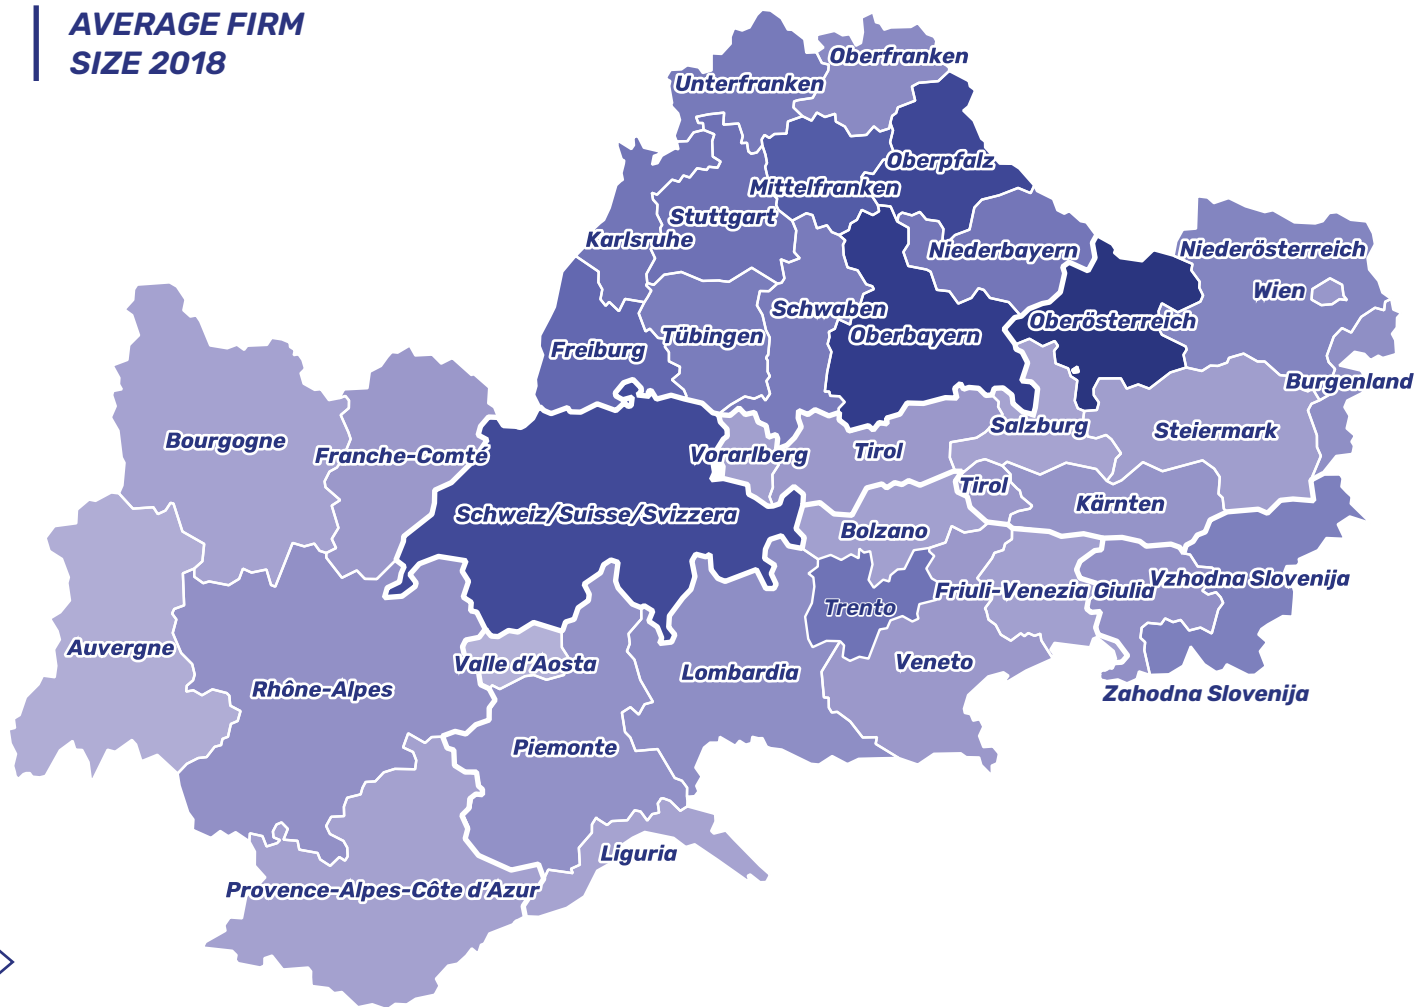 AVERAGE FIRM
SIZE 2018
Oberfranken
Unterfranken
Oberpfalz
Mittelfranken
Stuttgart
Karlsruhe
Niederbayern
Niederösterreich
Wien
Schwaben
Oberösterreich
Tübingen
Oberbayern
Freiburg
Burgenland
Bourgogne
Franche-Comté
Vorarlberg
Tirol
Salzburg
Steiermark
Tirol
Kärnten
Schweiz/Suisse/Svizzera
Bolzano
Vzhodna Slovenija
Friuli-Venezia Giulia
Trento
Auvergne
Valle d'Aosta
Veneto
Lombardia
Rhône-Alpes
Zahodna Slovenija
Piemonte
Liguria
Provence-Alpes-Côte d'Azur